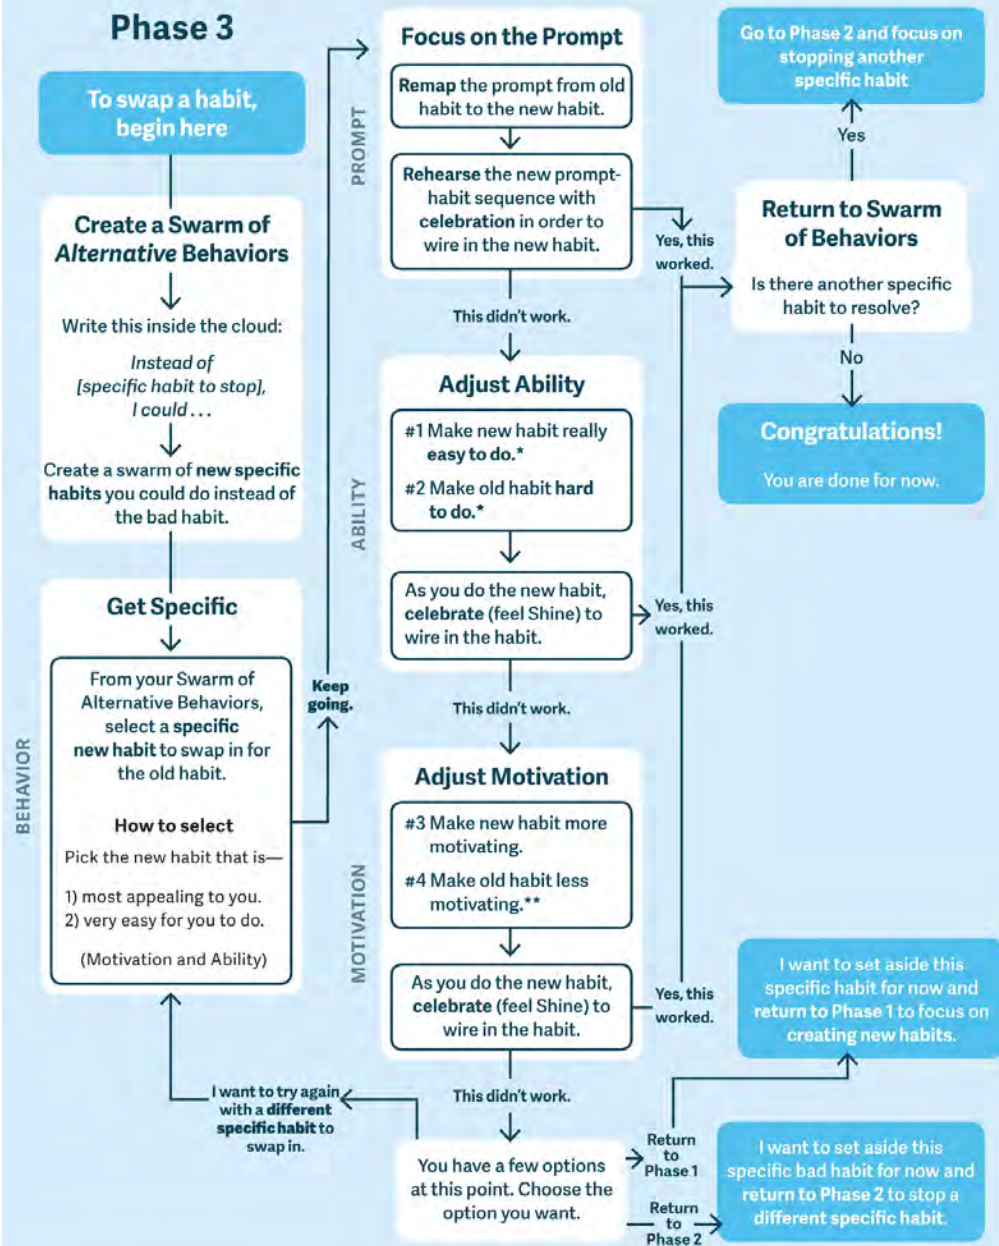 Phase 3
To swap a habit,
begin here
Create a Swarm of
Alternative Behaviors
Write this inside the cloud:
Instead of
[specific habit to stop],
I could . . .
Create a swarm of new specific
habits you could do instead of
the bad habit.
BEHAVIOR
Get Specific
From your Swarm of
Alternative Behaviors,
select a specific
new habit to swap in for
the old habit.
How to select
Pick the new habit that is—
1) most appealing to you.
2) very easy for you to do.
(Motivation and Ability)
Keep
going.
PROMPT
Focus on the Prompt
Remap the prompt from old
habit to the new habit.
Rehearse the new prompt-
habit sequence with
celebration in order to
wire in the new habit.
Yes, this
worked.
This didn't work.
ABILITY
Adjust Ability
#1 Make new habit really
easy to do.*
#2 Make old habit hard
to do.*
As you do the new habit,
celebrate (feel Shine) to
wire in the habit.
Yes, this
worked.
This didn't work.
MOTIVATION
Adjust Motivation
#3 Make new habit more
motivating.
#4 Make old habit less
motivating.**
As you do the new habit,
celebrate (feel Shine) to
wire in the habit.
Yes, this
worked.
This didn't work.
I want to try again
with a different
specific habit to
swap in.
You have a few options
at this point. Choose the
option you want.
Return
to
Phase 1
Return
to
Phase 2
Go to Phase 2 and focus on
stopping another
specific habit
Yes
Return to Swarm
of Behaviors
Is there another specific
habit to resolve?
No
Congratulations!
You are done for now.
I want to set aside this
specific habit for now and
return to Phase 1 to focus on
creating new habits.
I want to set aside this
specific bad habit for now and
return to Phase 2 to stop a
different specific habit.